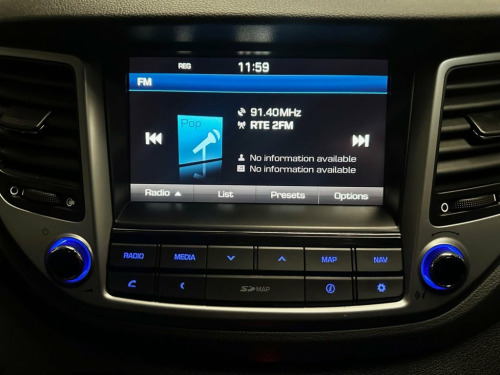 REG 11:59
FM
Pop
91.40MHz
RTE 2FM
No information available
No information available
Radio ▲ List Presets Options
RADIO MEDIA MAP NAV
SD MAP